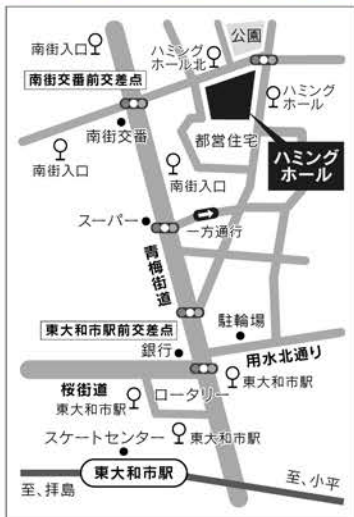 公園
南街入口
ハミング
ホール北
南街交番前交差点
ハミング
ホール
南街交番
都営住宅
南街入口
南街入口
ハミング
ホール
スーパー
一方通行
青梅街道
東大和市駅前交差点
駐輪場
銀行
用水北通り
桜街道
ロータリー
東大和市駅
東大和市駅
スケートセンター
東大和市駅
東大和市駅
至、拝島
至、小平